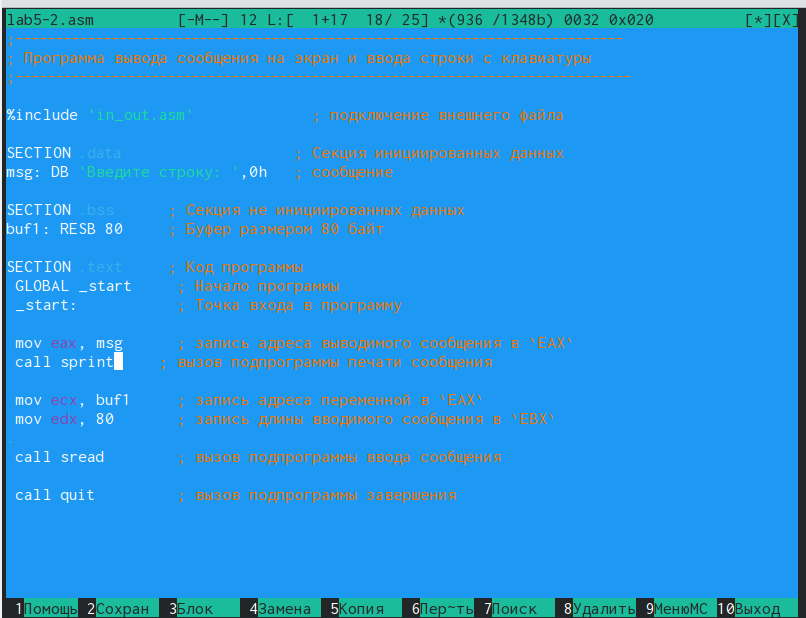 lab5-2.asm [-M--] 12 L:[ 1+17 18/ 25] *(936 /1348b) 0032 0x020 [*][X]
;-------------------------------------------------------------------
; Программа вывода сообщения на экран и ввода строки с клавиатуры
;--------------------------------------------------------------------
%include 'in_out.asm' ; подключение внешнего файла
SECTION .data ; Секция инициированных данных
msg: DB 'Введите строку: ',0h ; сообщение
SECTION .bss ; Секция не инициированных данных
buf1: RESB 80 ; Буфер размером 80 байт
SECTION .text ; Код программы
GLOBAL _start ; Начало программы
_start: ; Точка входа в программу
mov eax, msg ; запись адреса выводимого сообщения в `EAX`
call sprint ; вызов подпрограммы печати сообщения
mov ecx, buf1 ; запись адреса переменной в `EAX`
mov edx, 80 ; запись длины вводимого сообщения в `EBX`
call sread ; вызов подпрограммы ввода сообщения
call quit ; вызов подпрограммы завершения
1Помощь 2Сохран 3Блок 4Замена 5Копия 6Пер~ть 7Поиск 8Удалить 9МенюMC 10Выход